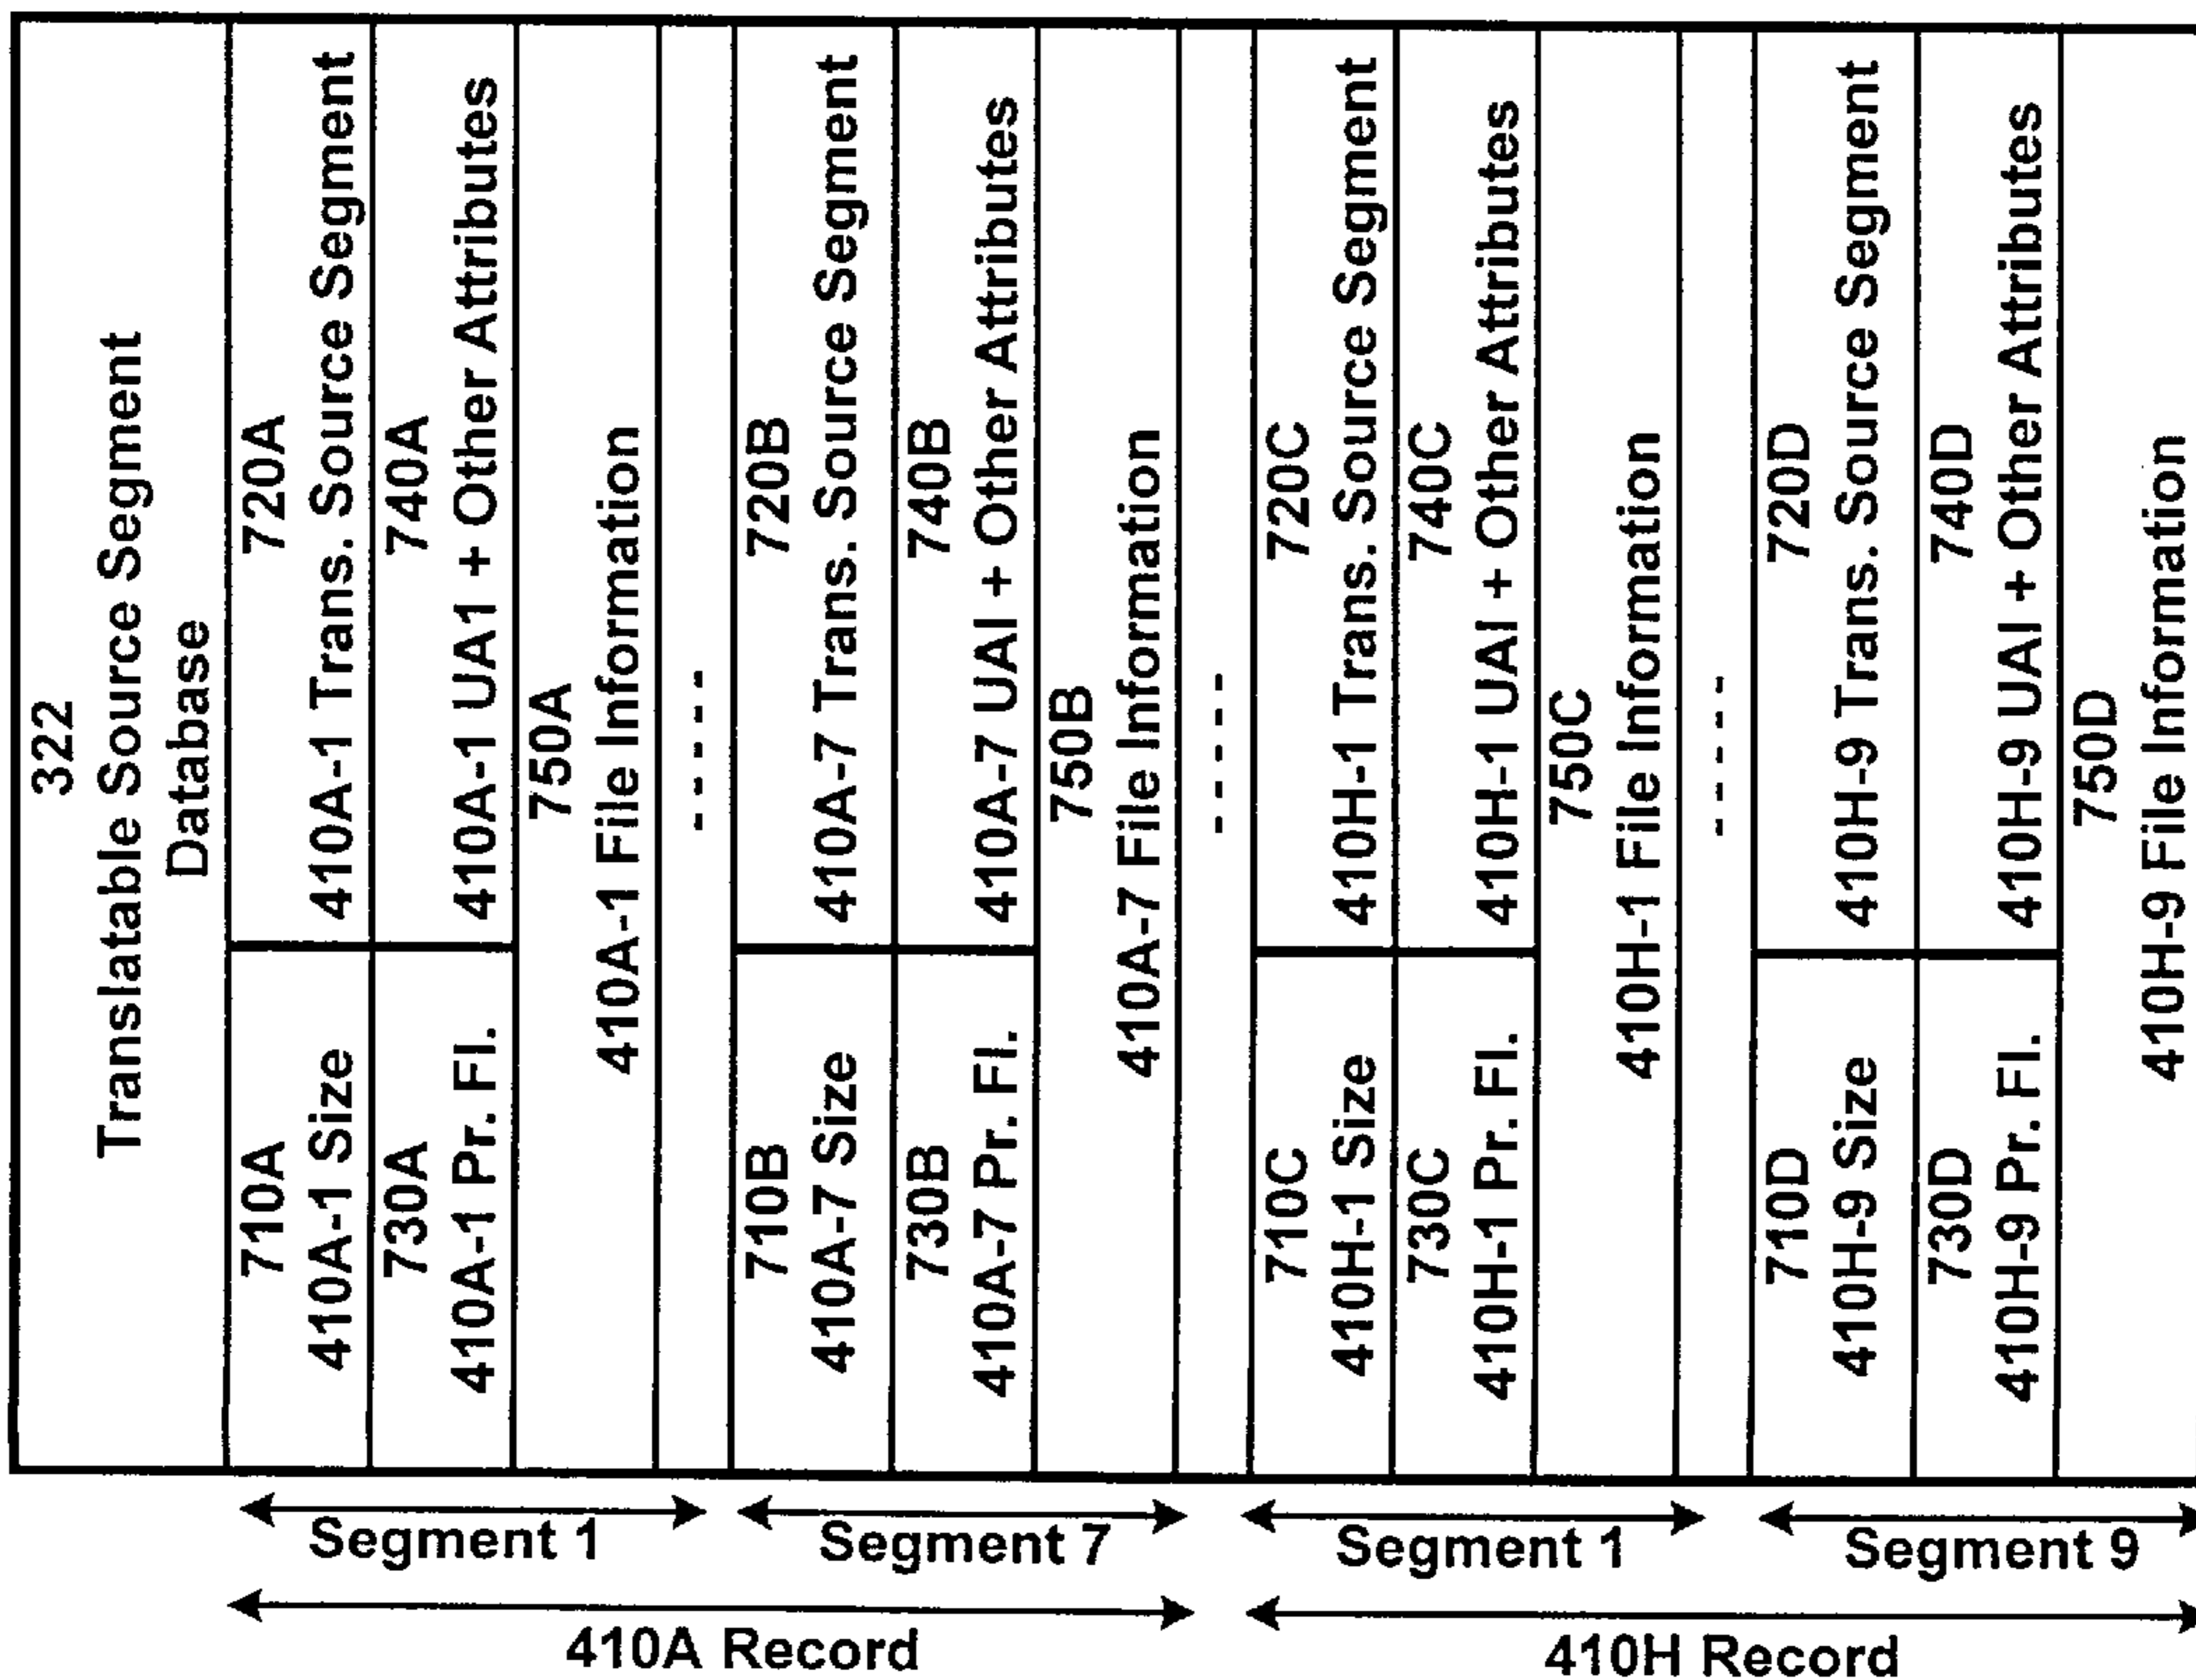 322
Translatable Source Segment
Database
710A
410A-1 Size
720A
410A-1 Trans. Source Segment
730A
410A-1 Pr. Fl.
740A
410A-1 UA1 + Other Attributes
750A
410A-1 File Information
-----
710B
410A-7 Size
720B
410A-7 Trans. Source Segment
730B
410A-7 Pr. Fl.
740B
410A-7 UAI + Other Attributes
750B
410A-7 File Information
-----
710C
410H-1 Size
720C
410H-1 Trans. Source Segment
730C
410H-1 Pr. Fl.
740C
410H-1 UAI + Other Attributes
750C
410H-1 File Information
-----
710D
410H-9 Size
720D
410H-9 Trans. Source Segment
730D
410H-9 Pr. Fl.
740D
410H-9 UAI + Other Attributes
750D
410H-9 File Information
Segment 1
Segment 7
Segment 1
Segment 9
410A Record
410H Record